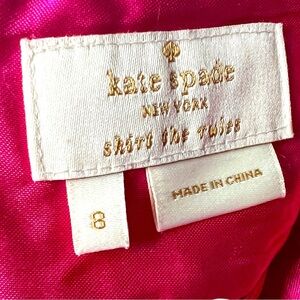 kate spade
NEW YORK
skirt the rules
8
MADE IN CHINA